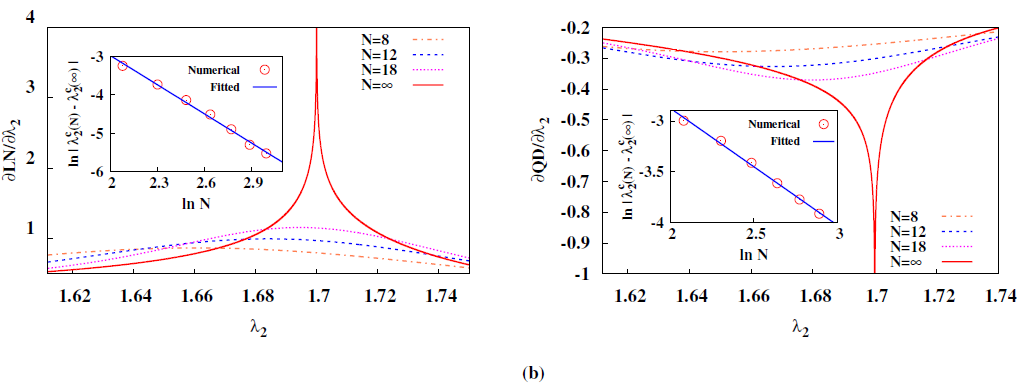 4
3
2
1
∂LN/∂λ₂
1.62 1.64 1.66 1.68 1.7 1.72 1.74
λ₂
N=8
N=12
N=18
N=∞
-3
-4
-5
-6
ln | λ₂ᶜ(N) - λ₂ᶜ(∞) |
2 2.3 2.6 2.9
ln N
Numerical
Fitted
-0.2
-0.3
-0.4
-0.5
-0.6
-0.7
-0.8
-0.9
-1
∂QD/∂λ₂
1.62 1.64 1.66 1.68 1.7 1.72 1.74
λ₂
-3
-3.5
-4
ln | λ₂ᶜ(N) - λ₂ᶜ(∞) |
2 2.5 3
ln N
Numerical
Fitted
N=8
N=12
N=18
N=∞
(b)